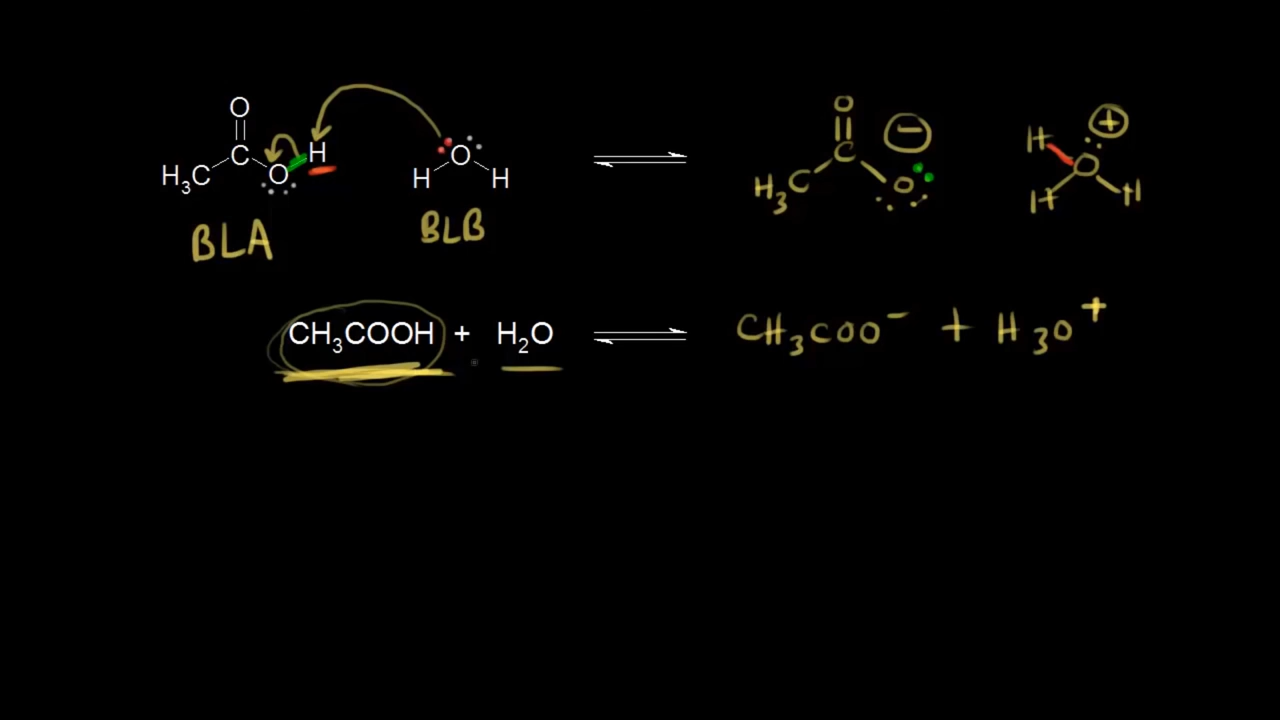 O O
H3C C O H H O H ⇌ H3C C O ⊖ H O H H ⊕
BLA BLB
CH₃COOH + H₂O ⇌ CH₃COO⁻ + H₃O⁺